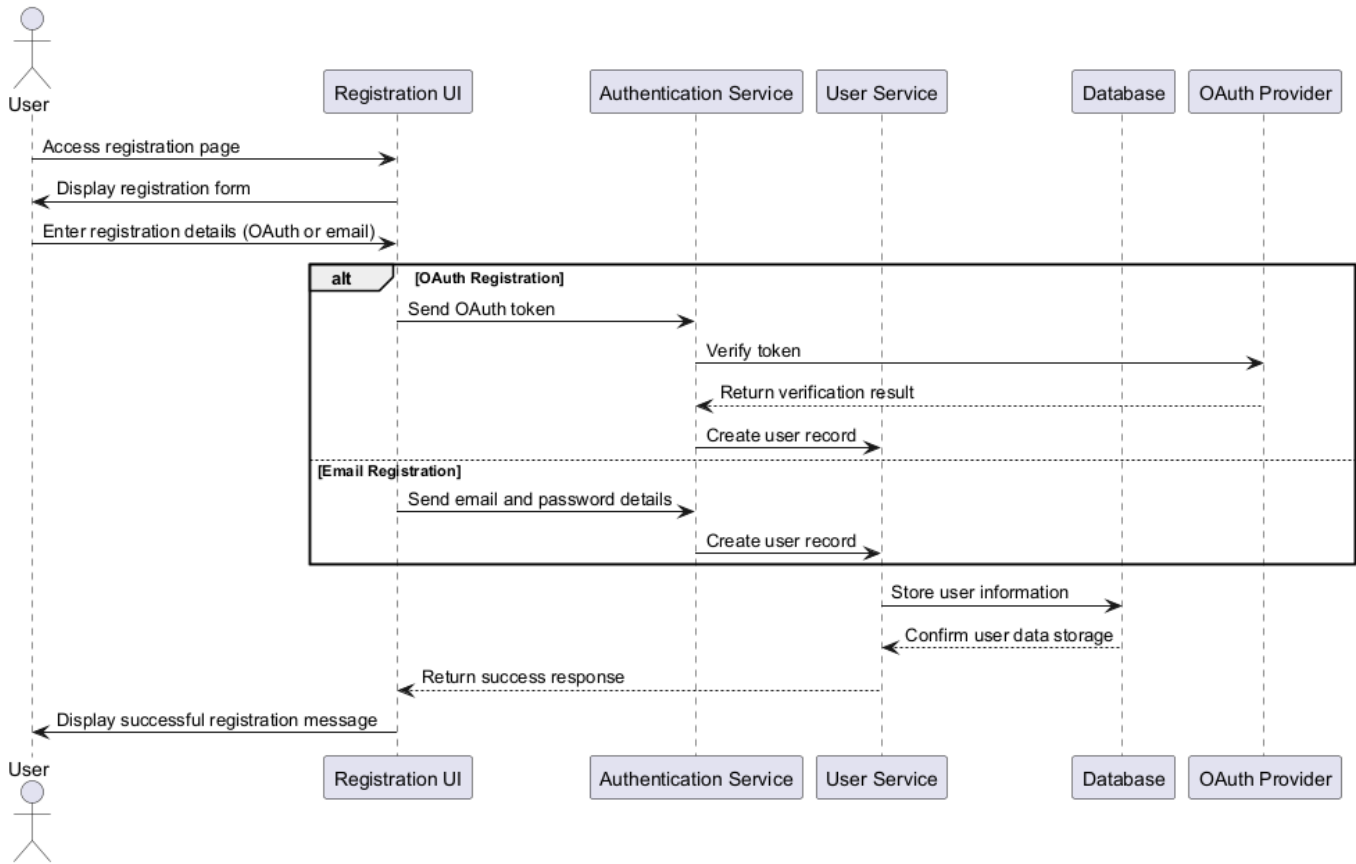 User
Registration UI
Authentication Service
User Service
Database
OAuth Provider
Access registration page
Display registration form
Enter registration details (OAuth or email)
alt
[OAuth Registration]
Send OAuth token
Verify token
Return verification result
Create user record
[Email Registration]
Send email and password details
Create user record
Store user information
Confirm user data storage
Return success response
Display successful registration message
User
Registration UI
Authentication Service
User Service
Database
OAuth Provider